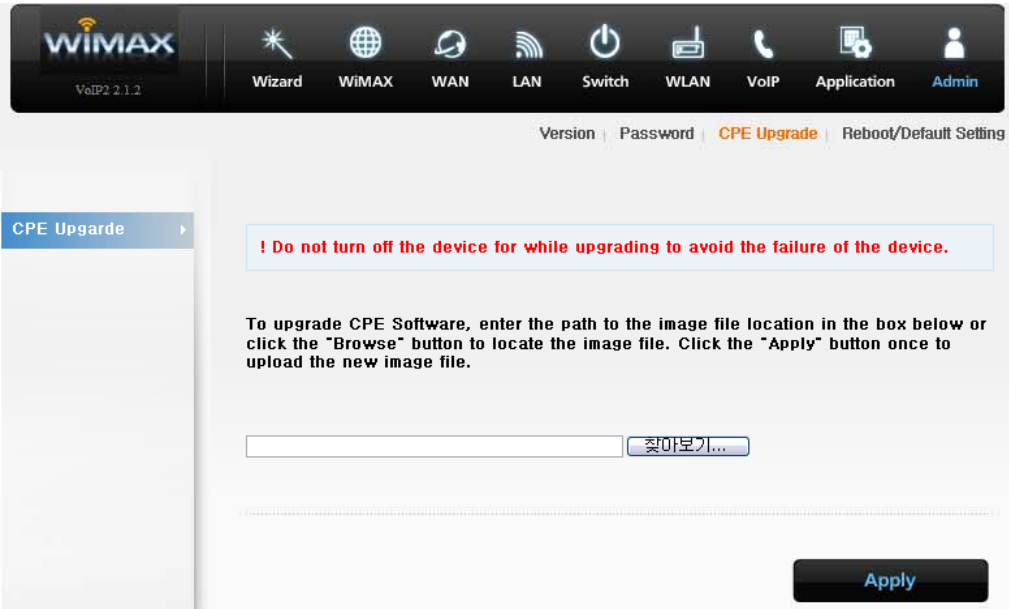 WiMAX
VoIP2 2.1.2
Wizard WiMAX WAN LAN Switch WLAN VoIP Application Admin
Version | Password | CPE Upgrade | Reboot/Default Setting
CPE Upgarde
! Do not turn off the device for while upgrading to avoid the failure of the device.
To upgrade CPE Software, enter the path to the image file location in the box below or
click the "Browse" button to locate the image file. Click the "Apply" button once to
upload the new image file.
찾아보기...
Apply